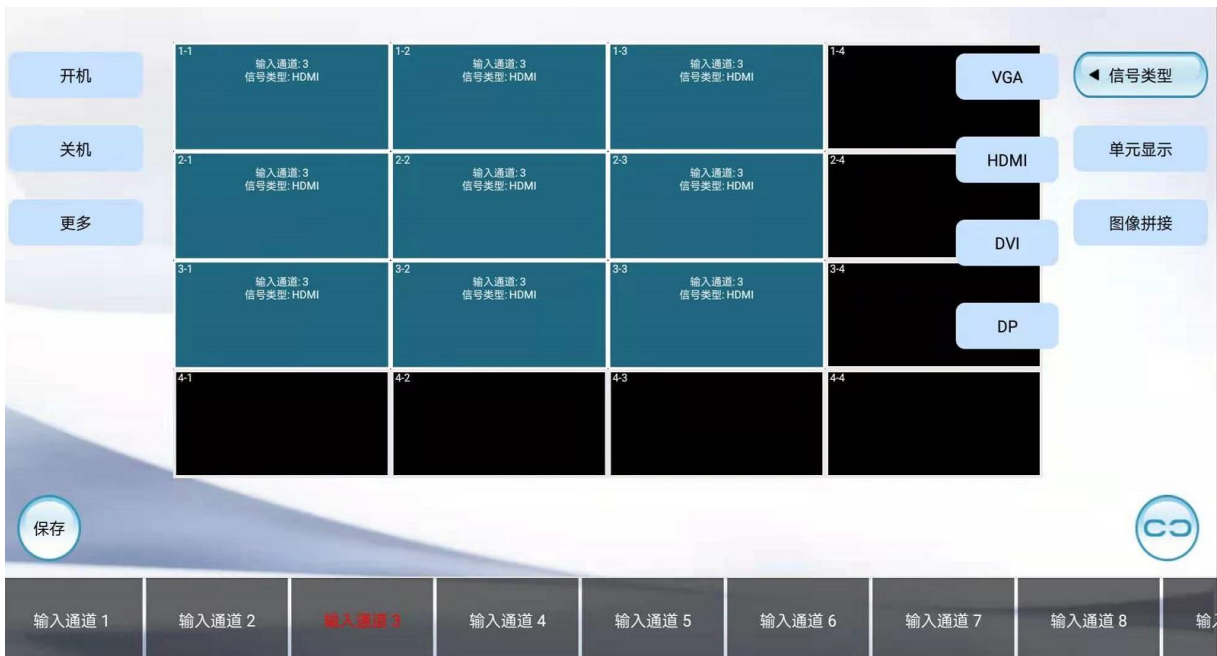 开机
关机
更多
1-1
输入通道: 3
信号类型: HDMI
1-2
输入通道: 3
信号类型: HDMI
1-3
输入通道: 3
信号类型: HDMI
1-4
2-1
输入通道: 3
信号类型: HDMI
2-2
输入通道: 3
信号类型: HDMI
2-3
输入通道: 3
信号类型: HDMI
2-4
3-1
输入通道: 3
信号类型: HDMI
3-2
输入通道: 3
信号类型: HDMI
3-3
输入通道: 3
信号类型: HDMI
3-4
4-1
4-2
4-3
4-4
VGA
HDMI
DVI
DP
信号类型
单元显示
图像拼接
保存
输入通道 1
输入通道 2
输入通道 3
输入通道 4
输入通道 5
输入通道 6
输入通道 7
输入通道 8